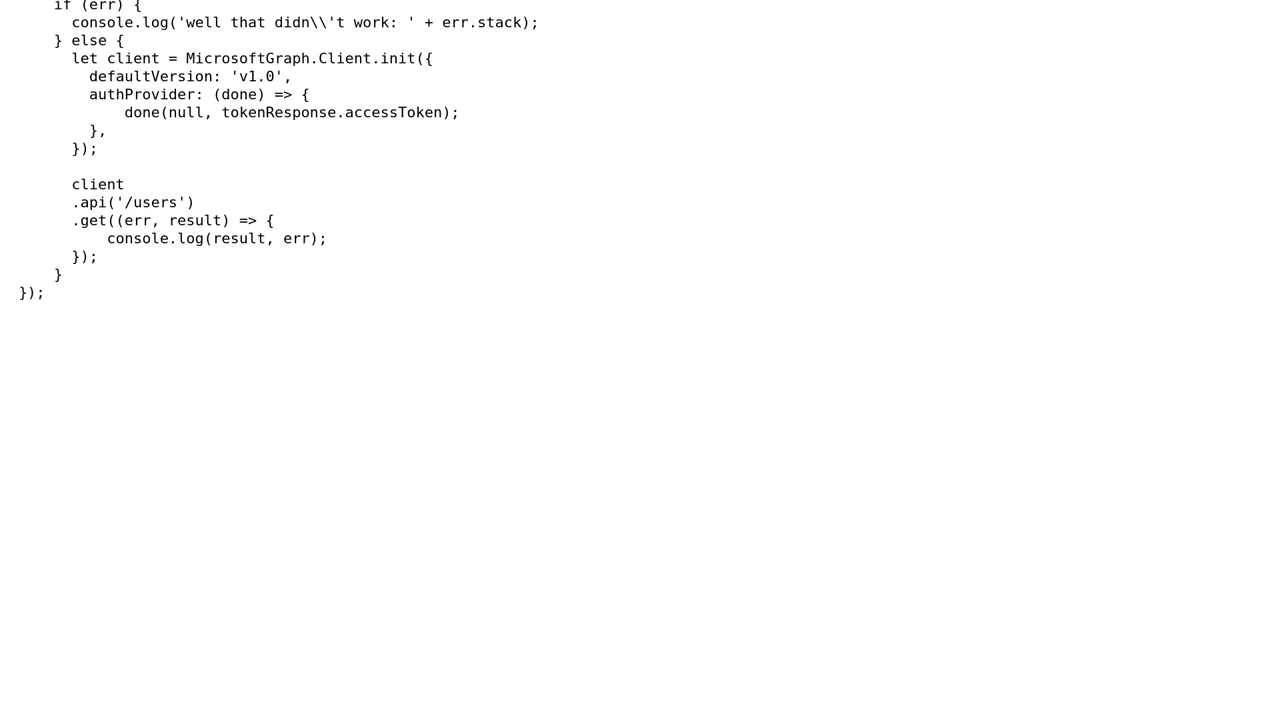 if (err) {
console.log('well that didn\\'t work: ' + err.stack);
} else {
let client = MicrosoftGraph.Client.init({
defaultVersion: 'v1.0',
authProvider: (done) => {
done(null, tokenResponse.accessToken);
},
});
client
.api('/users')
.get((err, result) => {
console.log(result, err);
});
}
});